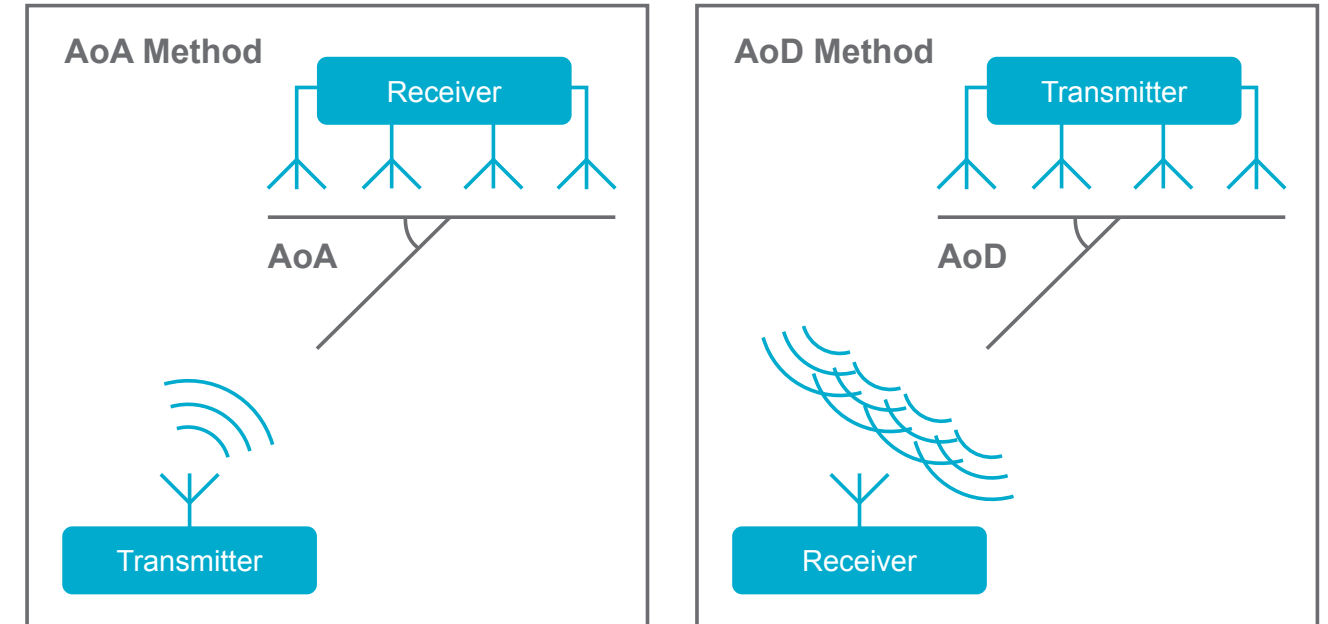 AoA Method
Receiver
AoA
Transmitter
AoD Method
Transmitter
AoD
Receiver